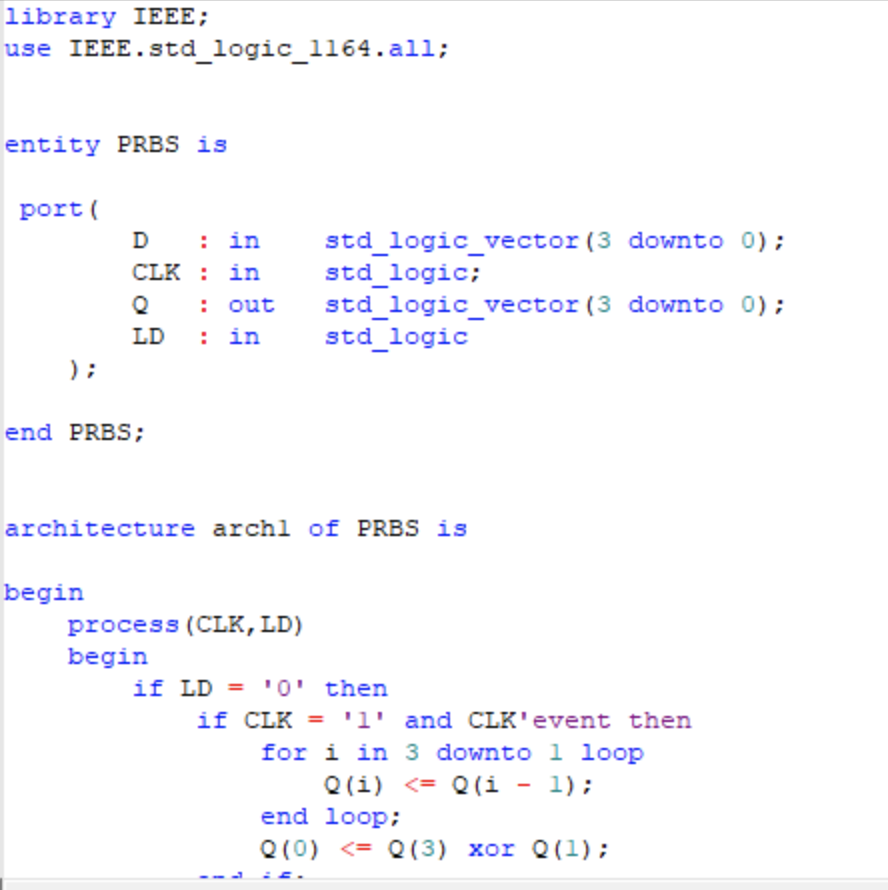 library IEEE;
use IEEE.std_logic_1164.all;
entity PRBS is
port(
D : in std_logic_vector(3 downto 0);
CLK : in std_logic;
Q : out std_logic_vector(3 downto 0);
LD : in std_logic
);
end PRBS;
architecture arch1 of PRBS is
begin
process(CLK,LD)
begin
if LD = '0' then
if CLK = '1' and CLK'event then
for i in 3 downto 1 loop
Q(i) <= Q(i - 1);
end loop;
Q(0) <= Q(3) xor Q(1);
end if;